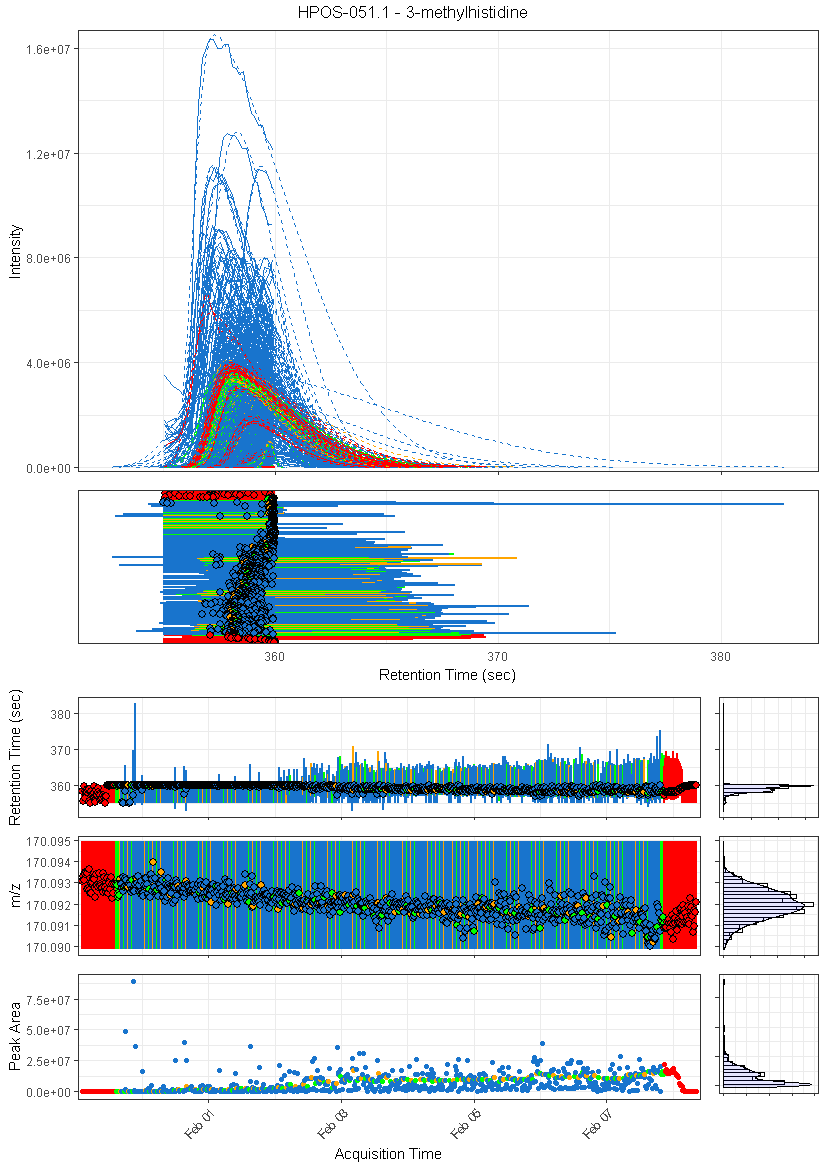 HPOS-051.1 - 3-methylhistidine
Intensity
1.6e+07
1.2e+07
8.0e+06
4.0e+06
0.0e+00
360
370
380
Retention Time (sec)
Retention Time (sec)
380
370
360
m/z
170.095
170.094
170.093
170.092
170.091
170.090
Peak Area
7.5e+07
5.0e+07
2.5e+07
0.0e+00
Feb 01
Feb 03
Feb 05
Feb 07
Acquisition Time